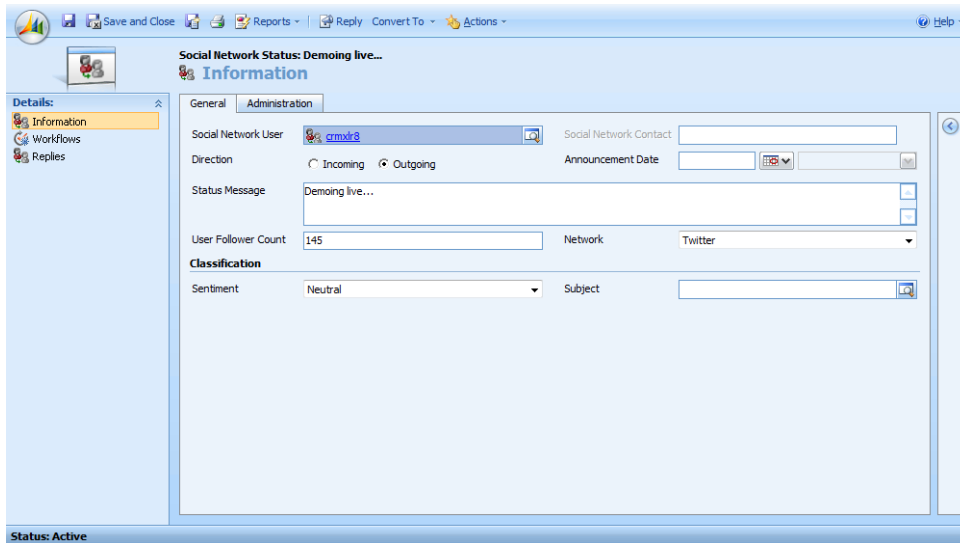 Save and Close Reports Reply Convert To Actions Help
Social Network Status: Demoing live...
Information
Details:
Information
Workflows
Replies
General Administration
Social Network User crmxlr8 Social Network Contact
Direction Incoming Outgoing Announcement Date
Status Message Demoing live...
User Follower Count 145 Network Twitter
Classification
Sentiment Neutral Subject
Status: Active